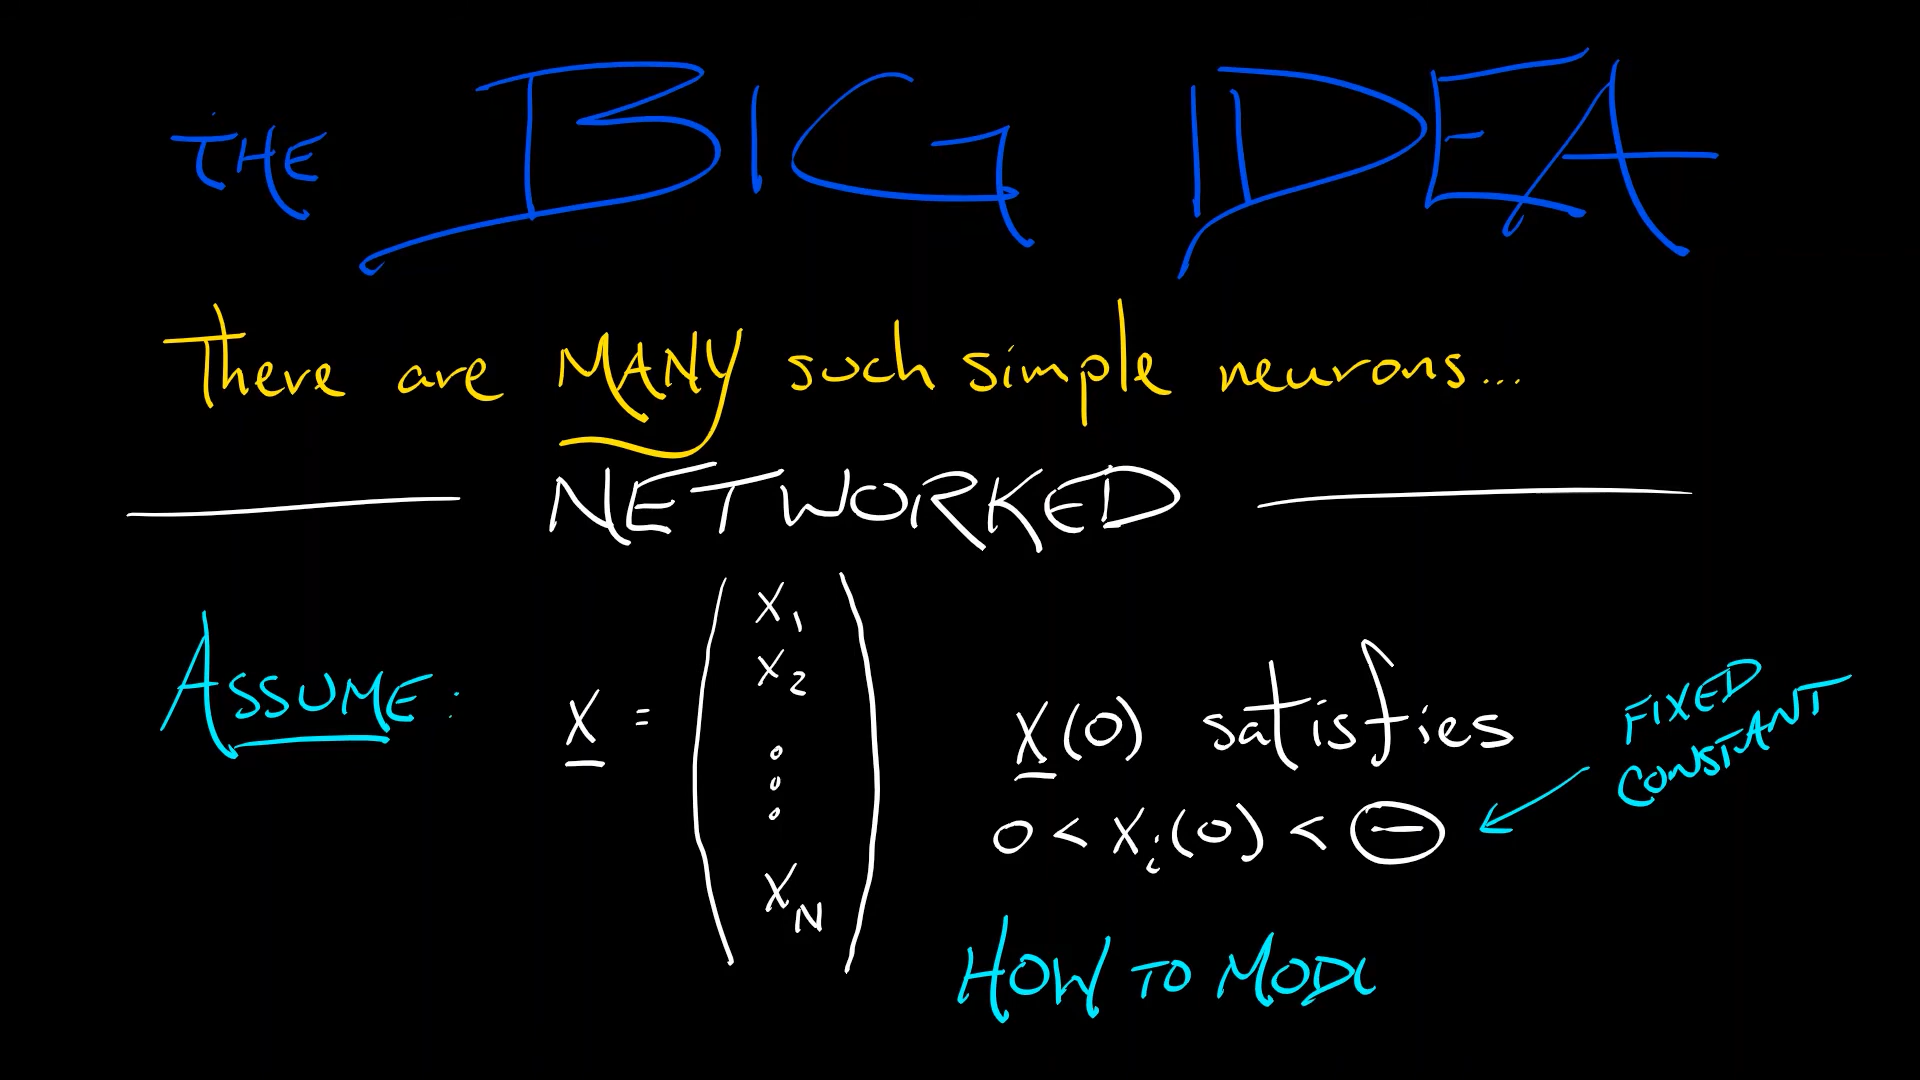 THE BIG IDEA
There are MANY such simple neurons...
NETWORKED
ASSUME:
X = ( X1 X2 ⋮ XN )
X(0) satisfies
0 < Xi(0) < Θ
FIXED CONSTANT
HOW TO MOD